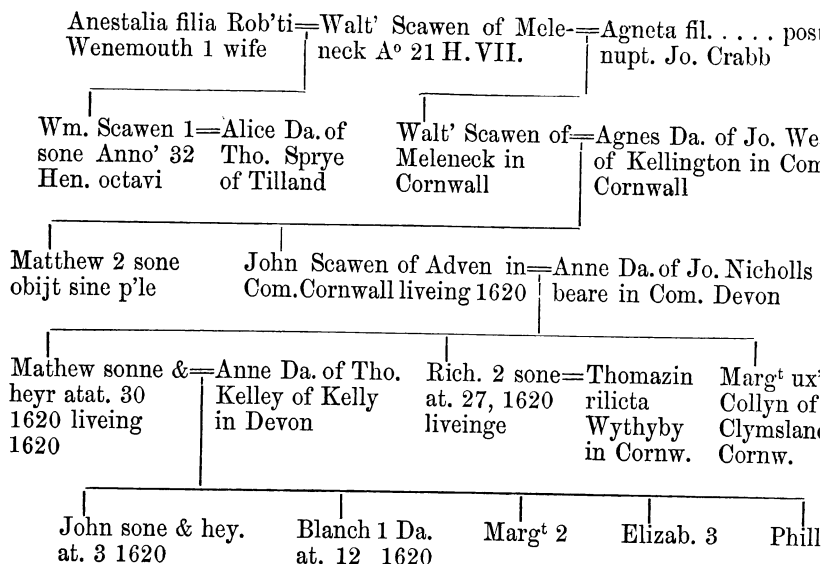 Anestalia filia Rob'ti=Walt' Scawen of Mele-=Agneta fil. . . . . . pos
Wenemouth 1 wife neck Aº 21 H. VII. nupt. Jo. Crabb
Wm. Scawen 1=Alice Da. of Walt' Scawen of=Agnes Da. of Jo. We
sone Anno' 32 Tho. Sprye Meleneck in of Kellington in Com
Hen. octavi of Tilland Cornwall Cornwall
Matthew 2 sone John Scawen of Adven in=Anne Da. of Jo. Nicholls
obijt sine p'le Com. Cornwall liveing 1620 beare in Com. Devon
Mathew sonne &=Anne Da. of Tho. Rich. 2 sone=Thomazin Margᵗ ux'
heyr atat. 30 Kelley of Kelly at. 27, 1620 rilicta Collyn of
1620 liveing in Devon liveinge Wythyby Clymsland
1620 in Cornw. Cornw.
John sone & hey. Blanch 1 Da. Margᵗ 2 Elizab. 3 Phill
at. 3 1620 at. 12 1620